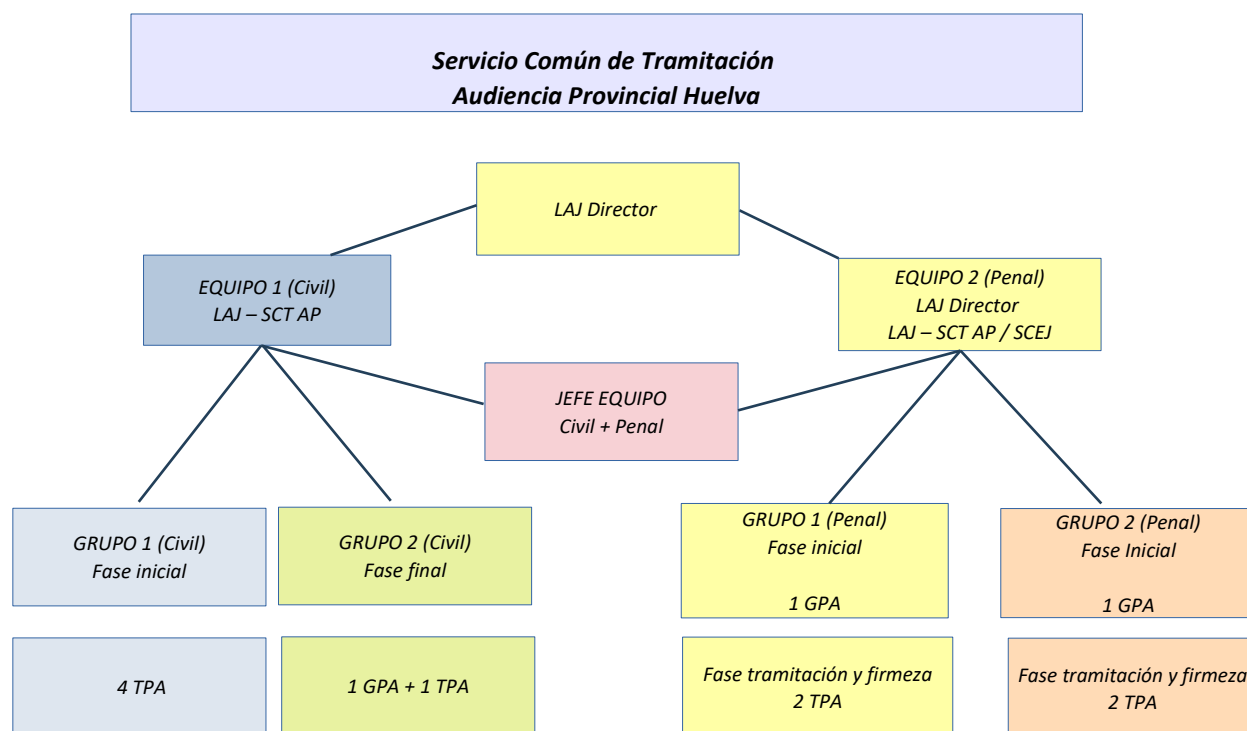 Servicio Común de Tramitación
Audiencia Provincial Huelva
LAJ Director
EQUIPO 1 (Civil)
LAJ – SCT AP
EQUIPO 2 (Penal)
LAJ Director
LAJ – SCT AP / SCEJ
JEFE EQUIPO
Civil + Penal
GRUPO 1 (Civil)
Fase inicial
GRUPO 2 (Civil)
Fase final
GRUPO 1 (Penal)
Fase inicial
1 GPA
GRUPO 2 (Penal)
Fase Inicial
1 GPA
4 TPA
1 GPA + 1 TPA
Fase tramitación y firmeza
2 TPA
Fase tramitación y firmeza
2 TPA